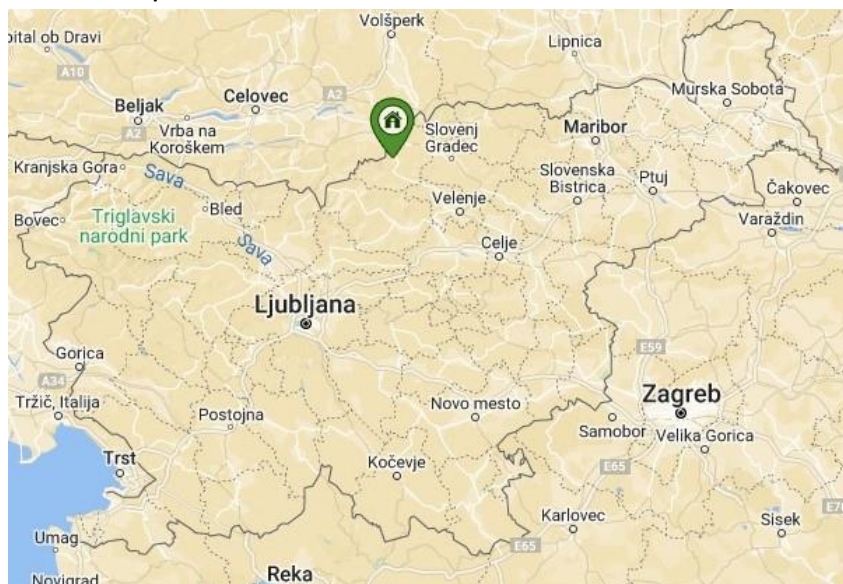 Volšperk
Lipnica
pital ob Dravi
A10
A2
Murska Sobota
Beljak
Celovec
A2
Vrba na
Koroškem
Slovenj
Gradec
Maribor
Kranjska Gora
Sava
Slovenska
Bistrica
Ptuj
Čakovec
Bled
Velenje
Bovec
Triglavski
narodni park
Sava
Varaždin
Celje
Ljubljana
Gorica
E59
A34
Zagreb
Tržič, Italija
Postojna
Novo mesto
Samobor
Velika Gorica
Trst
Kočevje
E65
Karlovec
Sisek
Umag
E65
Reka
Novigrad